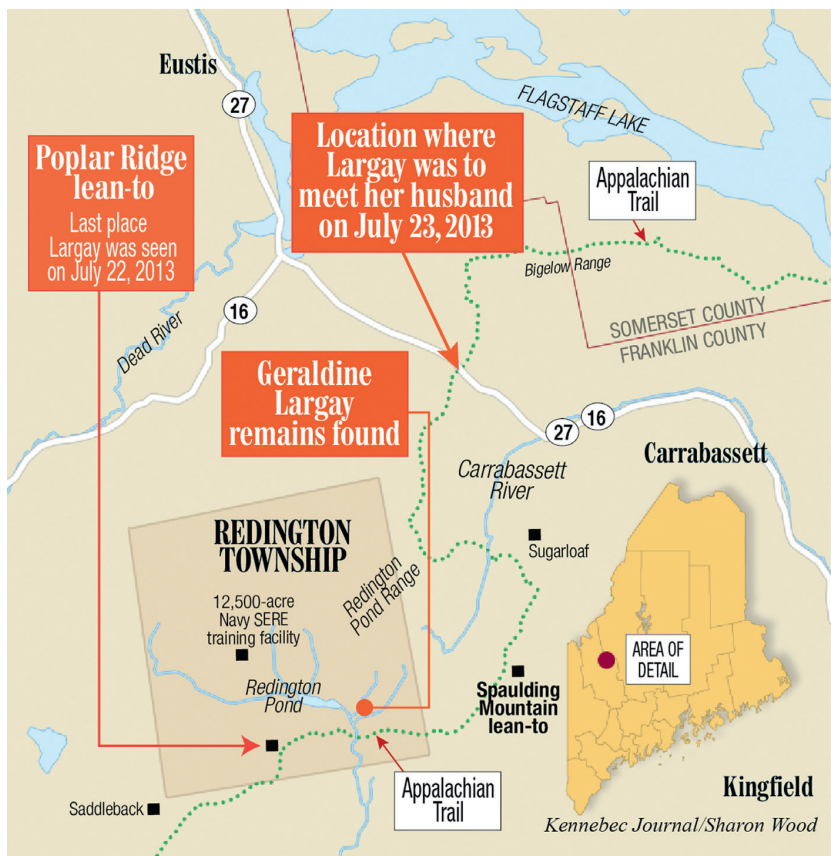 Eustis
27
FLAGSTAFF LAKE
Poplar Ridge
lean-to
Last place
Largay was seen
on July 22, 2013
Location where
Largay was to
meet her husband
on July 23, 2013
Appalachian
Trail
Bigelow Range
16
Dead River
SOMERSET COUNTY
FRANKLIN COUNTY
Geraldine
Largay
remains found
27
16
Carrabassett
River
Carrabassett
REDINGTON
TOWNSHIP
Sugarloaf
12,500-acre
Navy SERE
training facility
Redington
Pond Range
AREA OF
DETAIL
Redington
Pond
Spaulding
Mountain
lean-to
Appalachian
Trail
Saddleback
Kingfield
Kennebec Journal/Sharon Wood